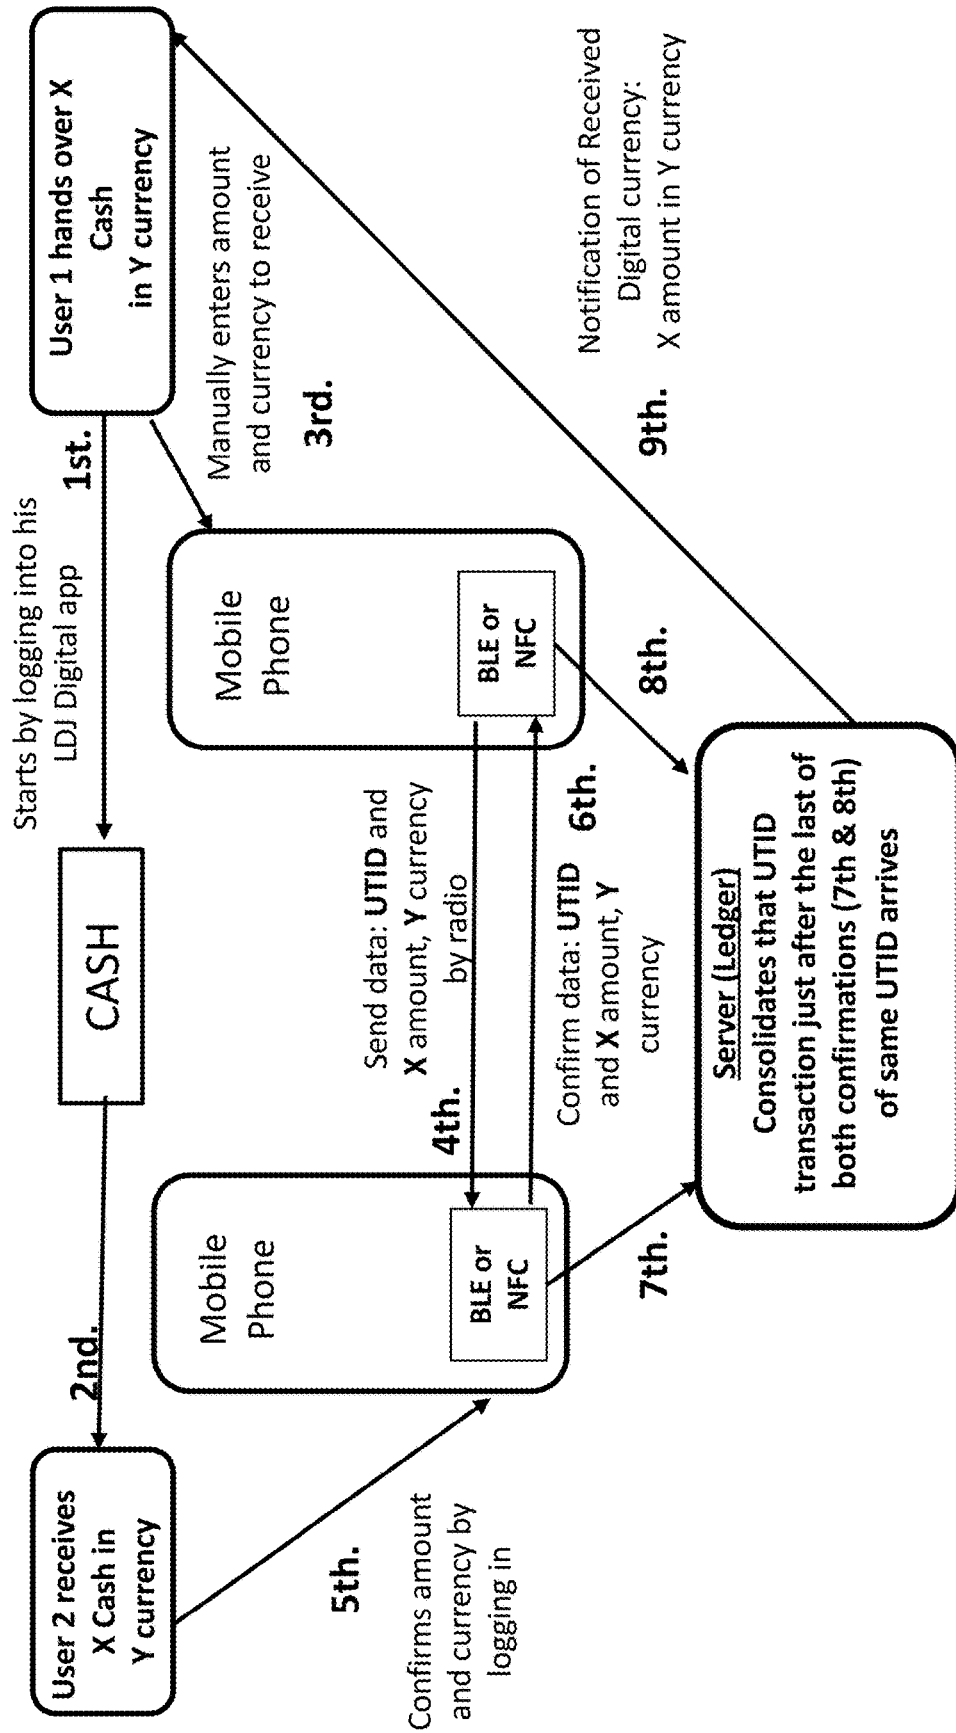 User 2 receives
X Cash in
Y currency
2nd.
CASH
Starts by logging into his
LDJ Digital app
1st.
User 1 hands over X
Cash
in Y currency
Manually enters amount
and currency to receive
3rd.
Mobile
Phone
BLE or
NFC
Mobile
Phone
BLE or
NFC
Send data: UTID and
X amount, Y currency
by radio
4th.
5th.
Confirms amount
and currency by
logging in
Confirm data: UTID
and X amount, Y
currency
6th.
7th.
8th.
9th.
Notification of Received
Digital currency:
X amount in Y currency
Server (Ledger)
Consolidates that UTID
transaction just after the last of
both confirmations (7th & 8th)
of same UTID arrives